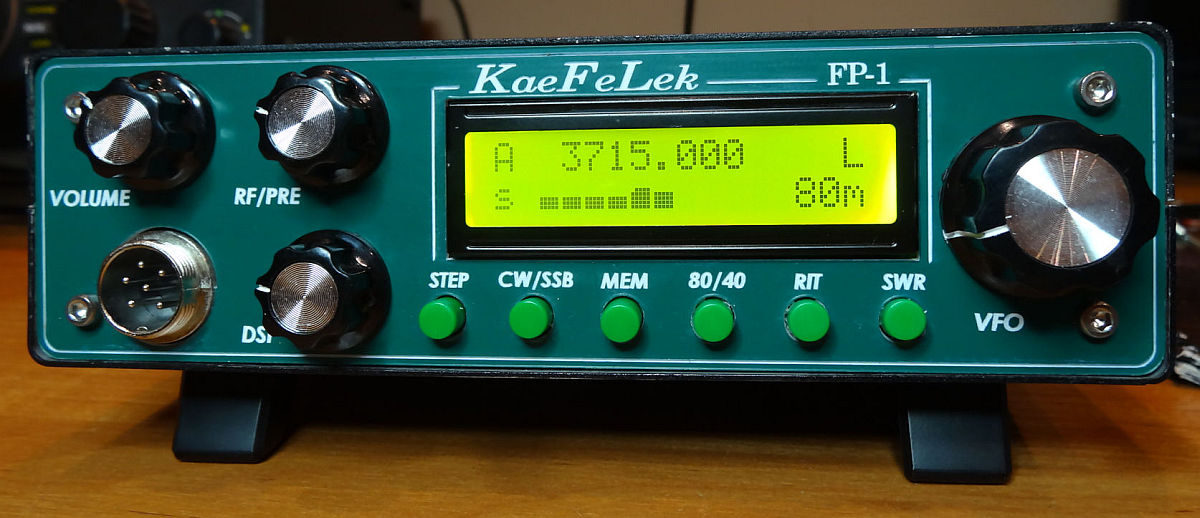 KaeFeLek FP-1
A 3715.000 L
S 80m
VOLUME RF/PRE
STEP CW/SSB MEM 80/40 RIT SWR
VFO